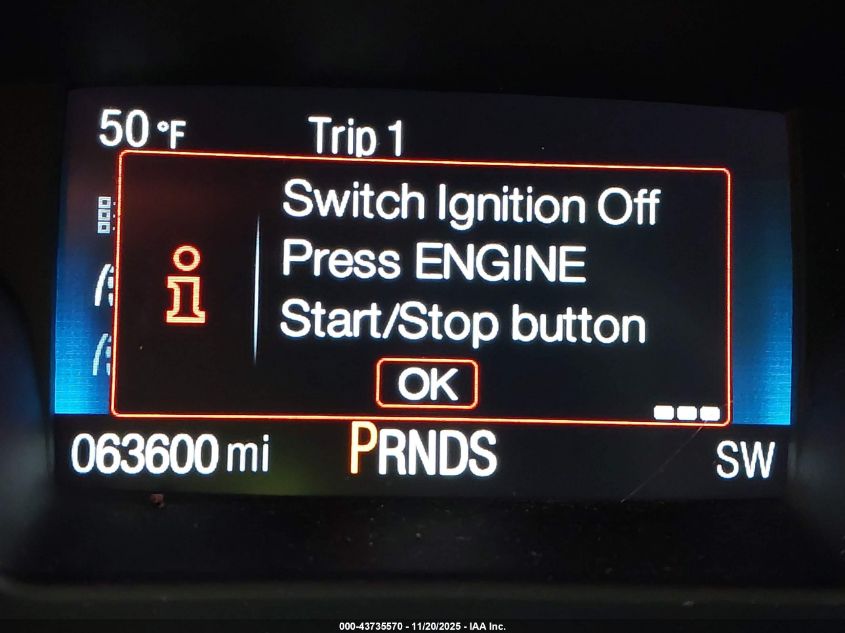 50 °F
Trip 1
Switch Ignition Off
Press ENGINE
Start/Stop button
OK
063600 mi
PRNDS
SW
000-43735570 - 11/20/2025 - IAA Inc.